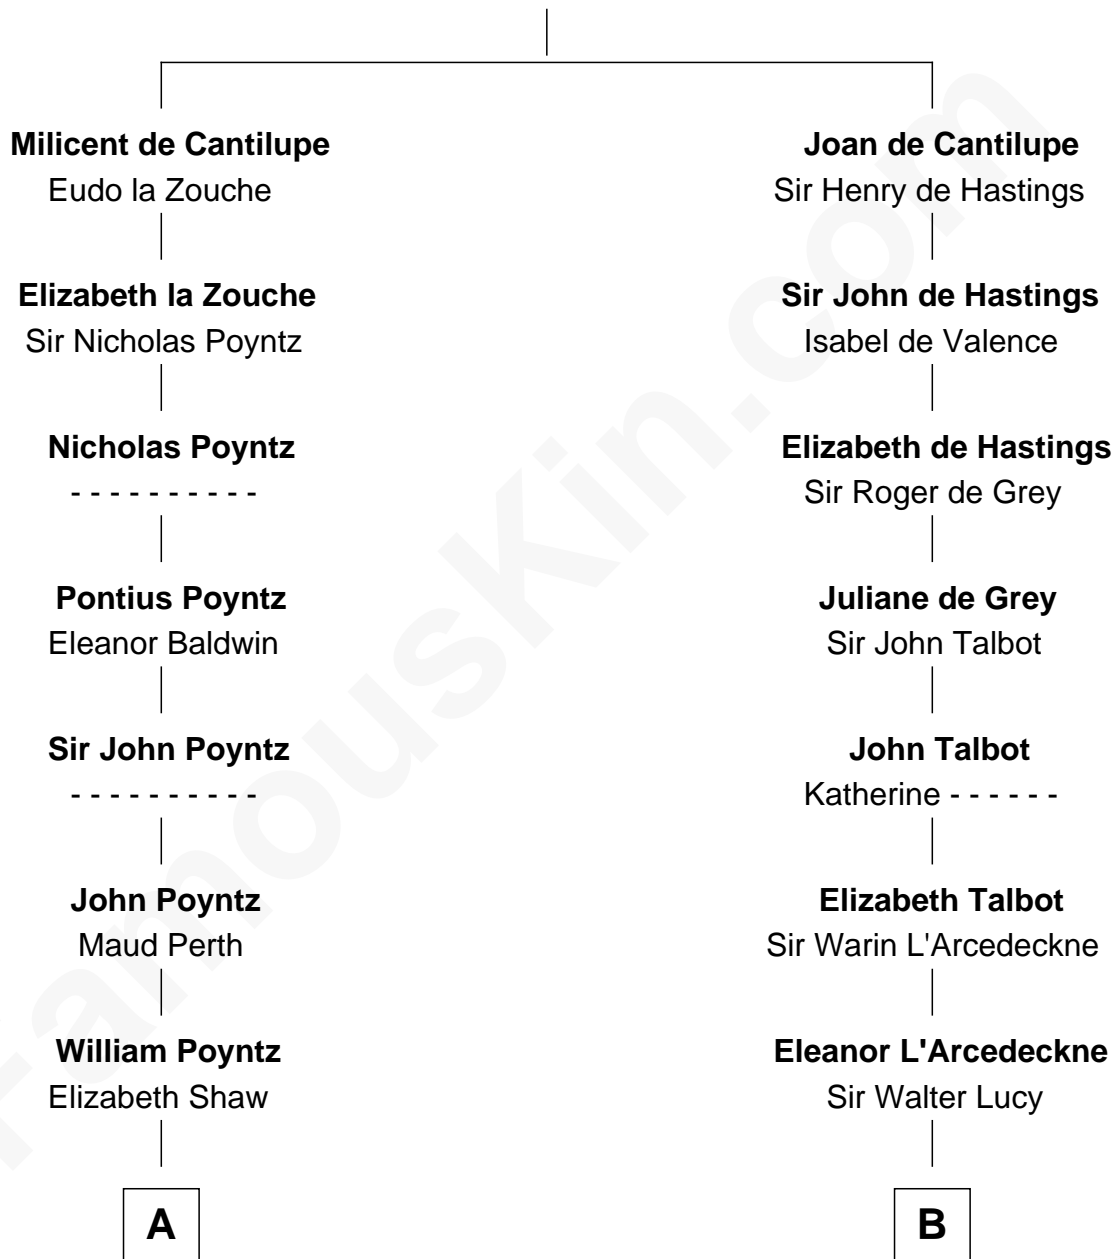 Milicent de Cantilupe
Eudo la Zouche
Elizabeth la Zouche
Sir Nicholas Poyntz
Nicholas Poyntz
- - - - - - - - - -
Pontius Poyntz
Eleanor Baldwin
Sir John Poyntz
- - - - - - - - - -
John Poyntz
Maud Perth
William Poyntz
Elizabeth Shaw
A
Joan de Cantilupe
Sir Henry de Hastings
Sir John de Hastings
Isabel de Valence
Elizabeth de Hastings
Sir Roger de Grey
Juliane de Grey
Sir John Talbot
John Talbot
Katherine - - - - - -
Elizabeth Talbot
Sir Warin L'Arcedeckne
Eleanor L'Arcedeckne
Sir Walter Lucy
B
FamousKin.com